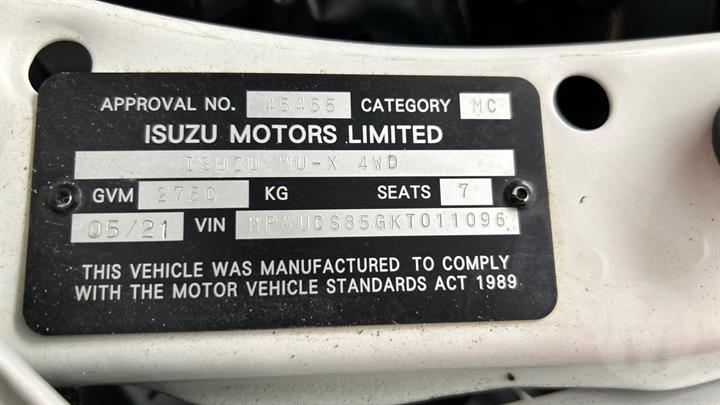 APPROVAL NO. 45455 CATEGORY MC
ISUZU MOTORS LIMITED
ISUZU MU-X 4WD
GVM 2750 KG SEATS 7
05/21 VIN MPAUCS85GKT011096
THIS VEHICLE WAS MANUFACTURED TO COMPLY
WITH THE MOTOR VEHICLE STANDARDS ACT 1989